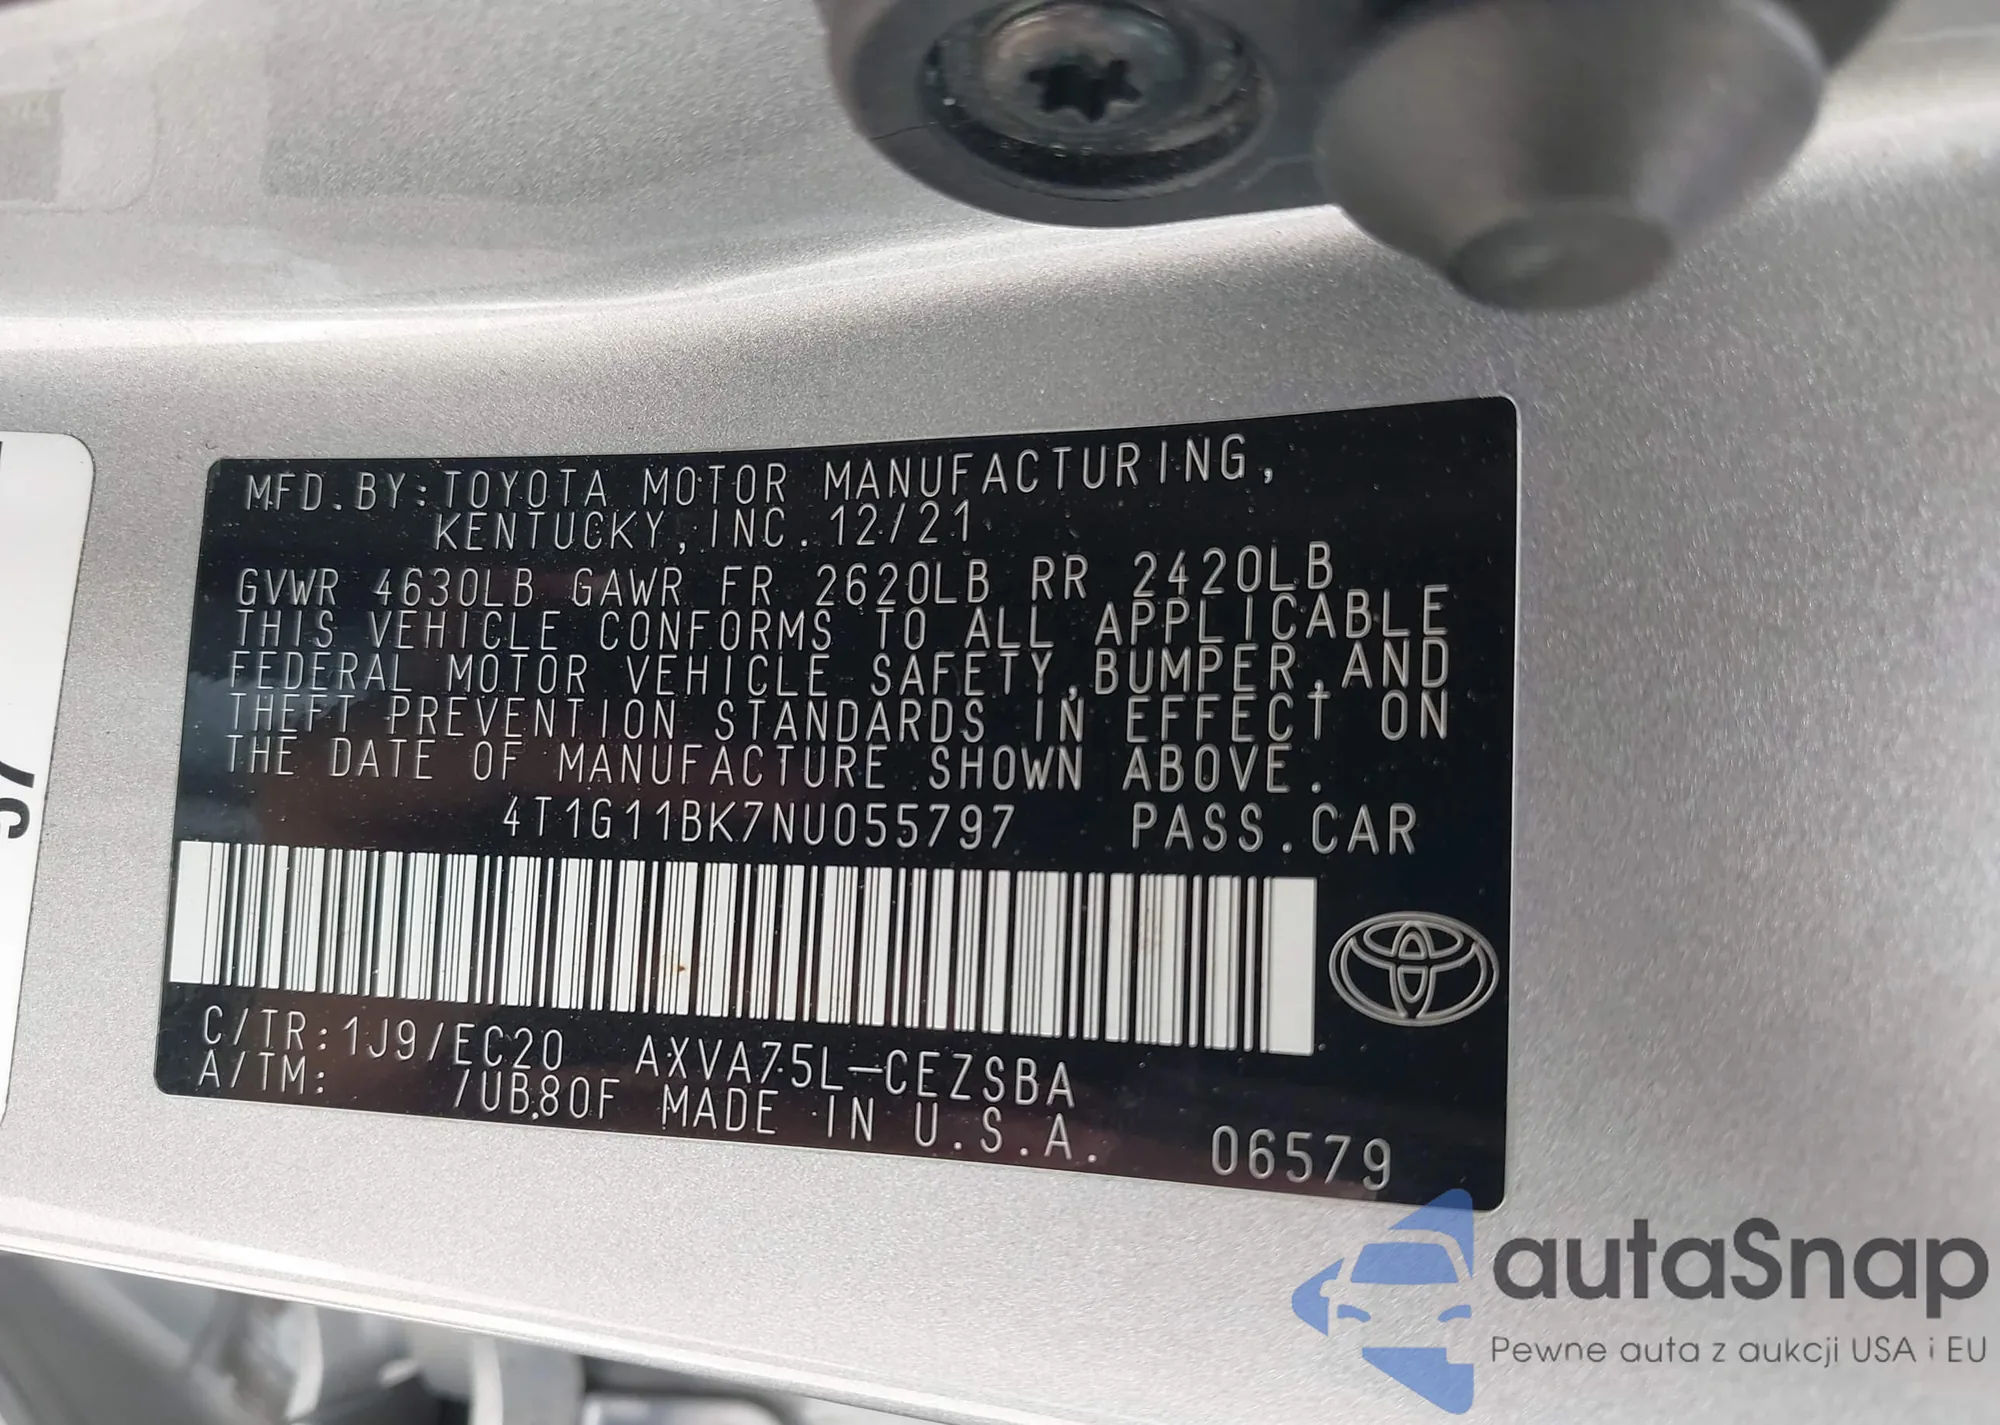 MFD.BY:TOYOTA MOTOR MANUFACTURING,
KENTUCKY, INC. 12/21
GVWR 4630LB GAWR FR 2620LB RR 2420LB
THIS VEHICLE CONFORMS TO ALL APPLICABLE
FEDERAL MOTOR VEHICLE SAFETY,BUMPER,AND
THEFT PREVENTION STANDARDS IN EFFECT ON
THE DATE OF MANUFACTURE SHOWN ABOVE.
4T1G11BK7NU055797 PASS.CAR
C/TR:1J9/EC20 AXVA75L-CEZSBA
A/TM: /UB80F MADE IN U.S.A. 06579
autaSnap
Pewne auta z aukcji USA i EU